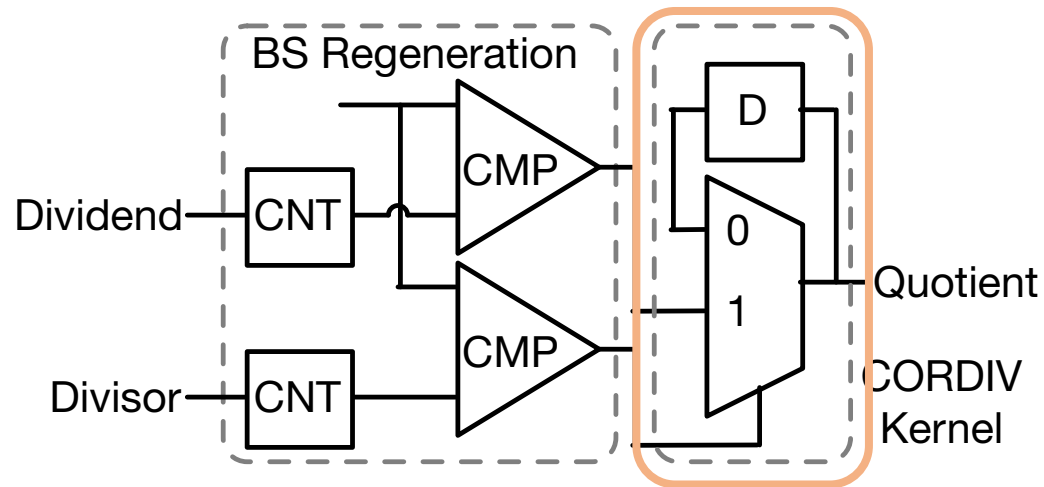 BS Regeneration
D
CMP
Dividend
CNT
0
Quotient
1
CMP
Divisor
CNT
CORDIV
Kernel